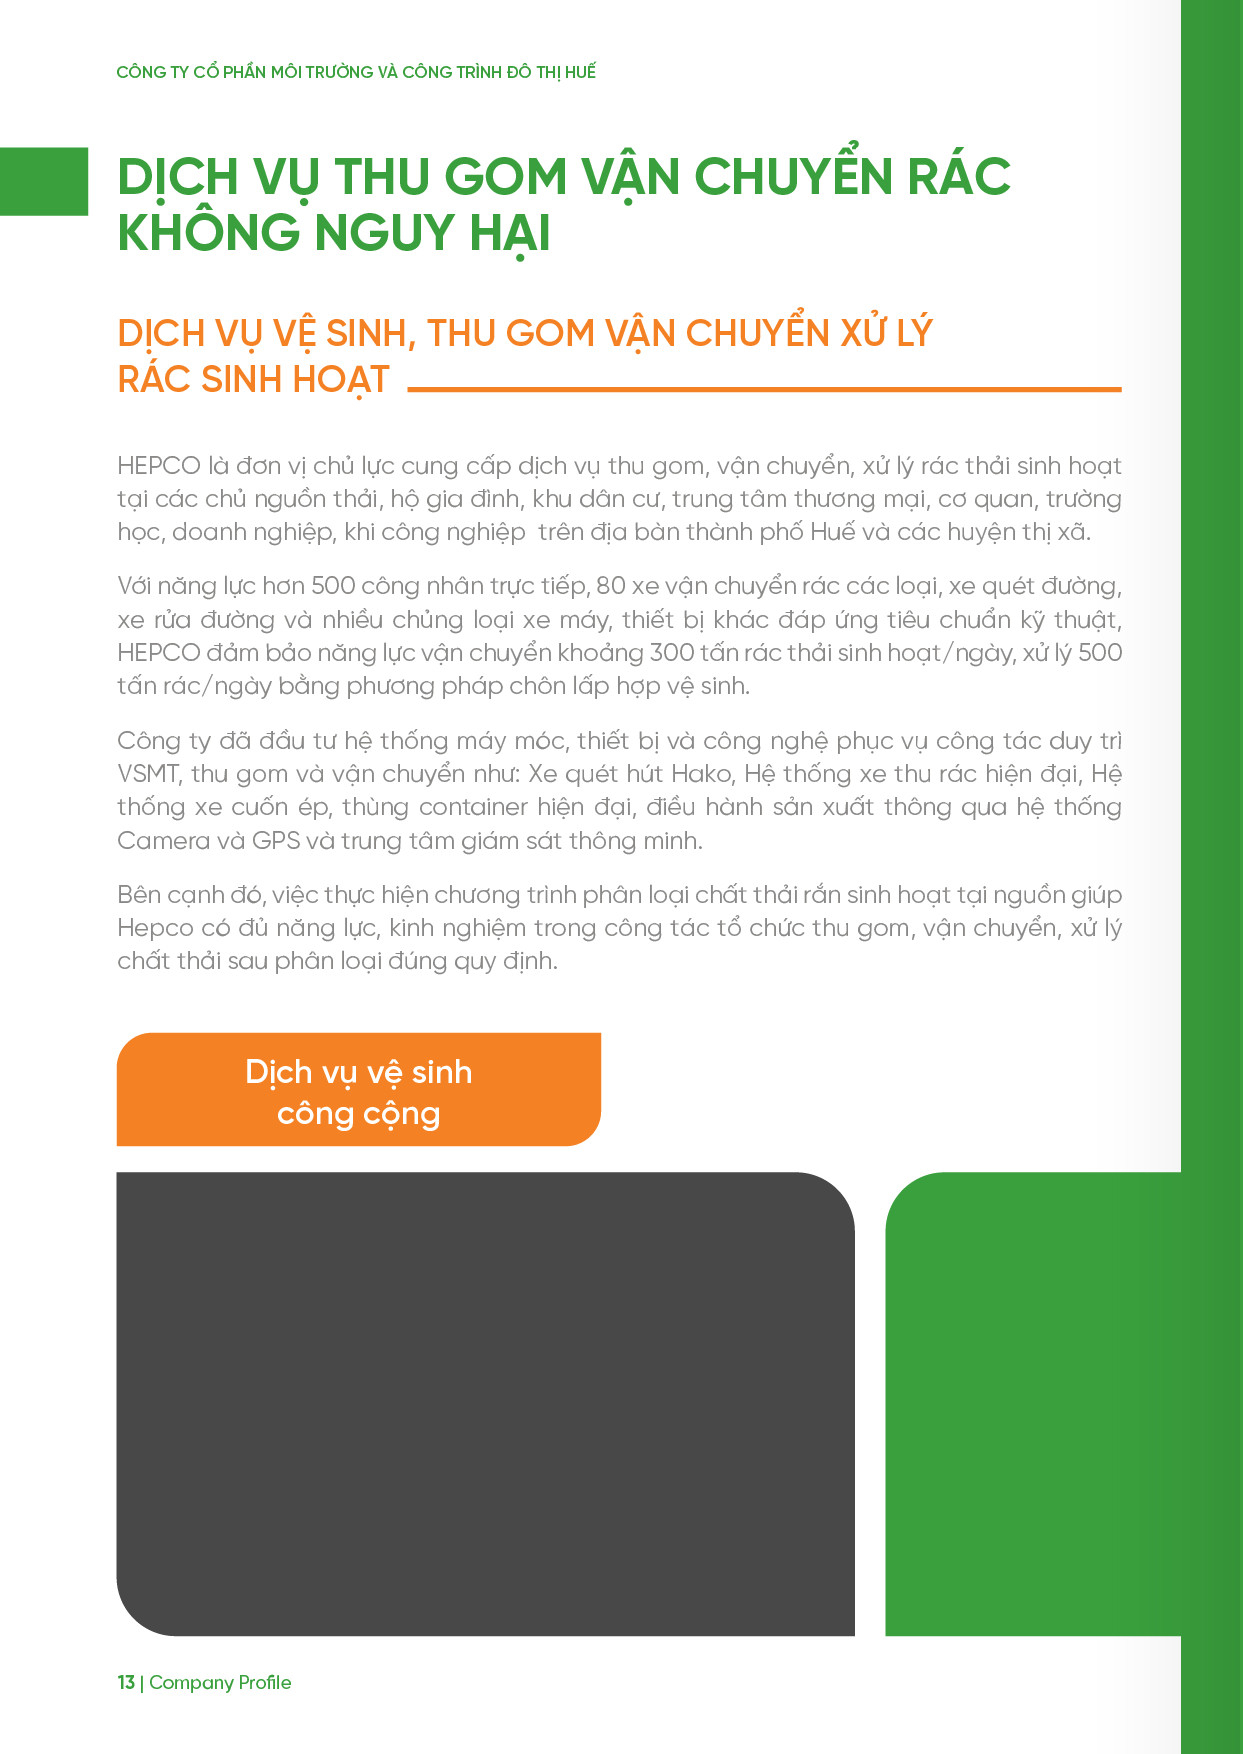 CÔNG TY CỔ PHẦN MÔI TRƯỜNG VÀ CÔNG TRÌNH ĐÔ THỊ HUẾ
DỊCH VỤ THU GOM VẬN CHUYỂN RÁC
KHÔNG NGUY HẠI
DỊCH VỤ VỆ SINH, THU GOM VẬN CHUYỂN XỬ LÝ
RÁC SINH HOẠT
HEPCO là đơn vị chủ lực cung cấp dịch vụ thu gom, vận chuyển, xử lý rác thải sinh hoạt
tại các chủ nguồn thải, hộ gia đình, khu dân cư, trung tâm thương mại, cơ quan, trường
học, doanh nghiệp, khi công nghiệp trên địa bàn thành phố Huế và các huyện thị xã.
Với năng lực hơn 500 công nhân trực tiếp, 80 xe vận chuyển rác các loại, xe quét đường,
xe rửa đường và nhiều chủng loại xe máy, thiết bị khác đáp ứng tiêu chuẩn kỹ thuật,
HEPCO đảm bảo năng lực vận chuyển khoảng 300 tấn rác thải sinh hoạt/ngày, xử lý 500
tấn rác/ngày bằng phương pháp chôn lấp hợp vệ sinh.
Công ty đã đầu tư hệ thống máy móc, thiết bị và công nghệ phục vụ công tác duy trì
VSMT, thu gom và vận chuyển như: Xe quét hút Hako, Hệ thống xe thu rác hiện đại, Hệ
thống xe cuốn ép, thùng container hiện đại, điều hành sản xuất thông qua hệ thống
Camera và GPS và trung tâm giám sát thông minh.
Bên cạnh đó, việc thực hiện chương trình phân loại chất thải rắn sinh hoạt tại nguồn giúp
Hepco có đủ năng lực, kinh nghiệm trong công tác tổ chức thu gom, vận chuyển, xử lý
chất thải sau phân loại đúng quy định.
Dịch vụ vệ sinh
công cộng
13 | Company Profile